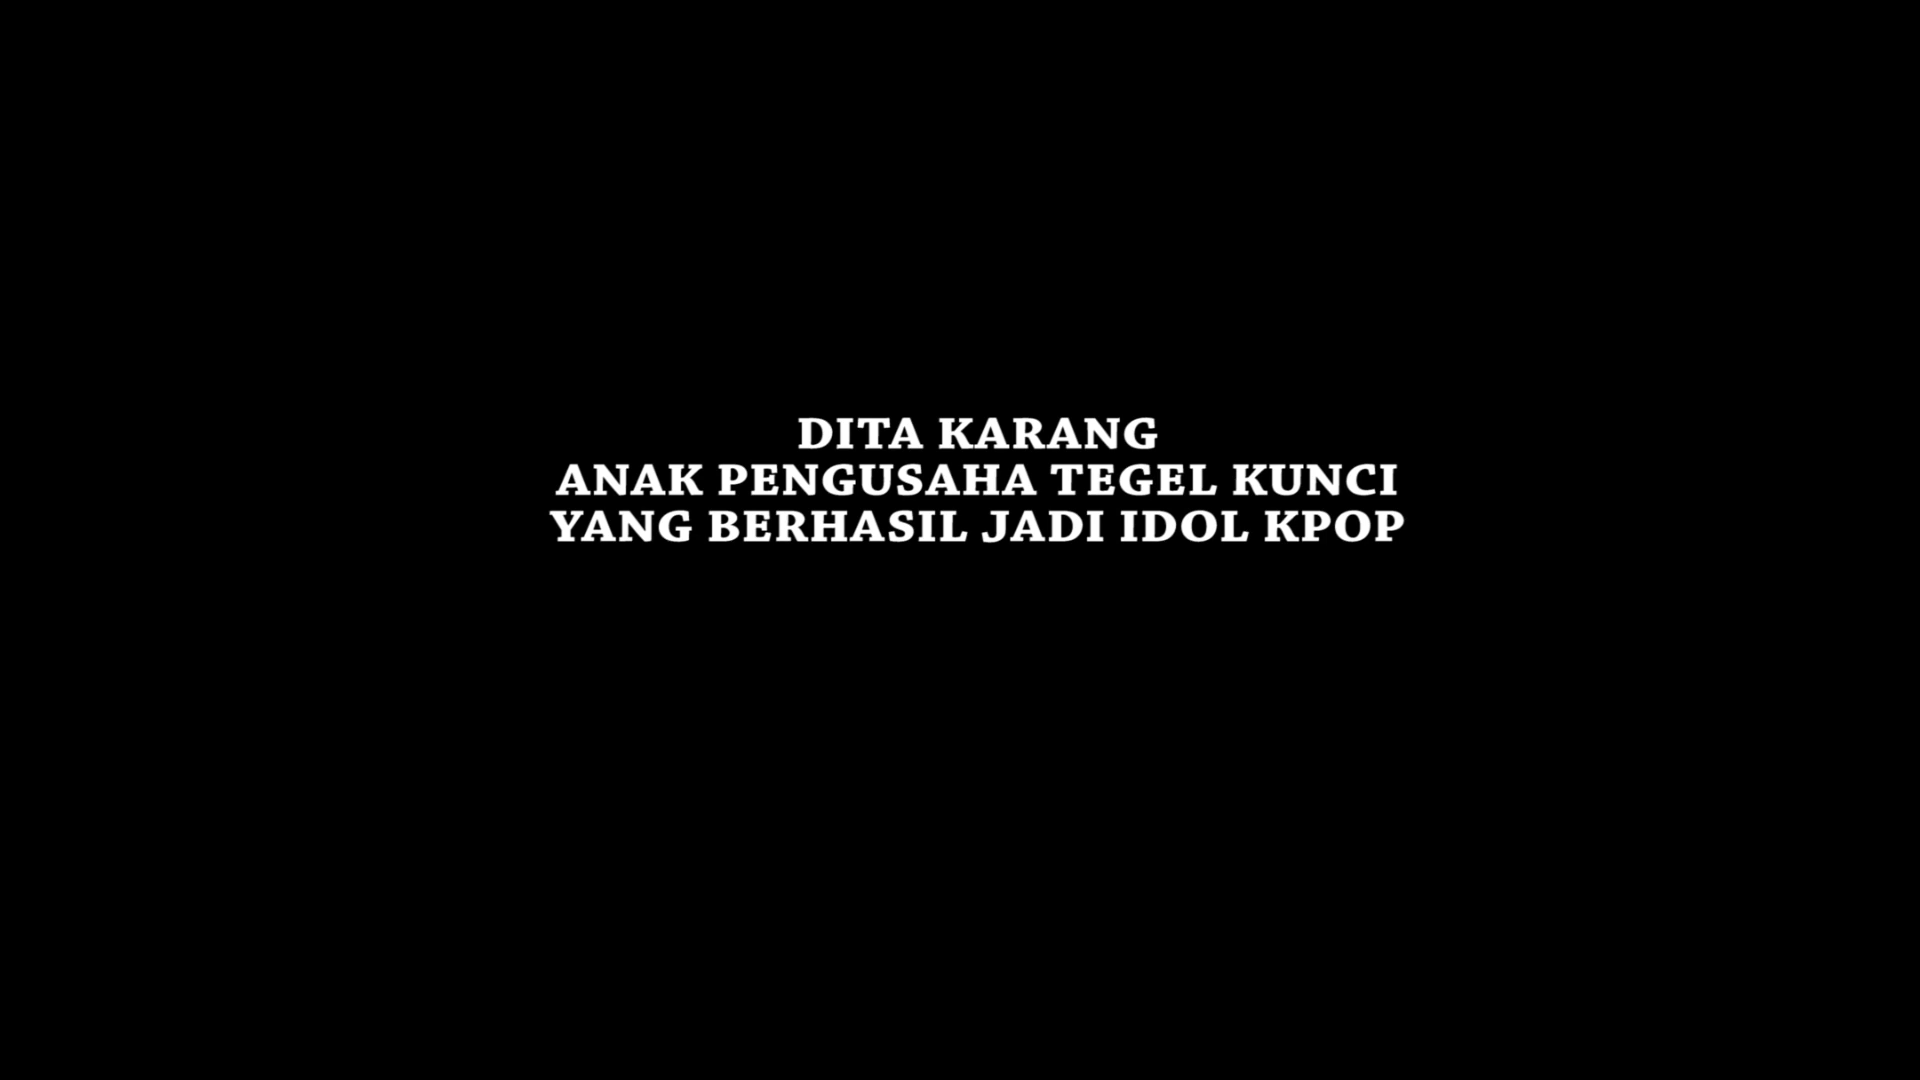 DITA KARANG
ANAK PENGUSAHA TEGEL KUNCI
YANG BERHASIL JADI IDOL KPOP